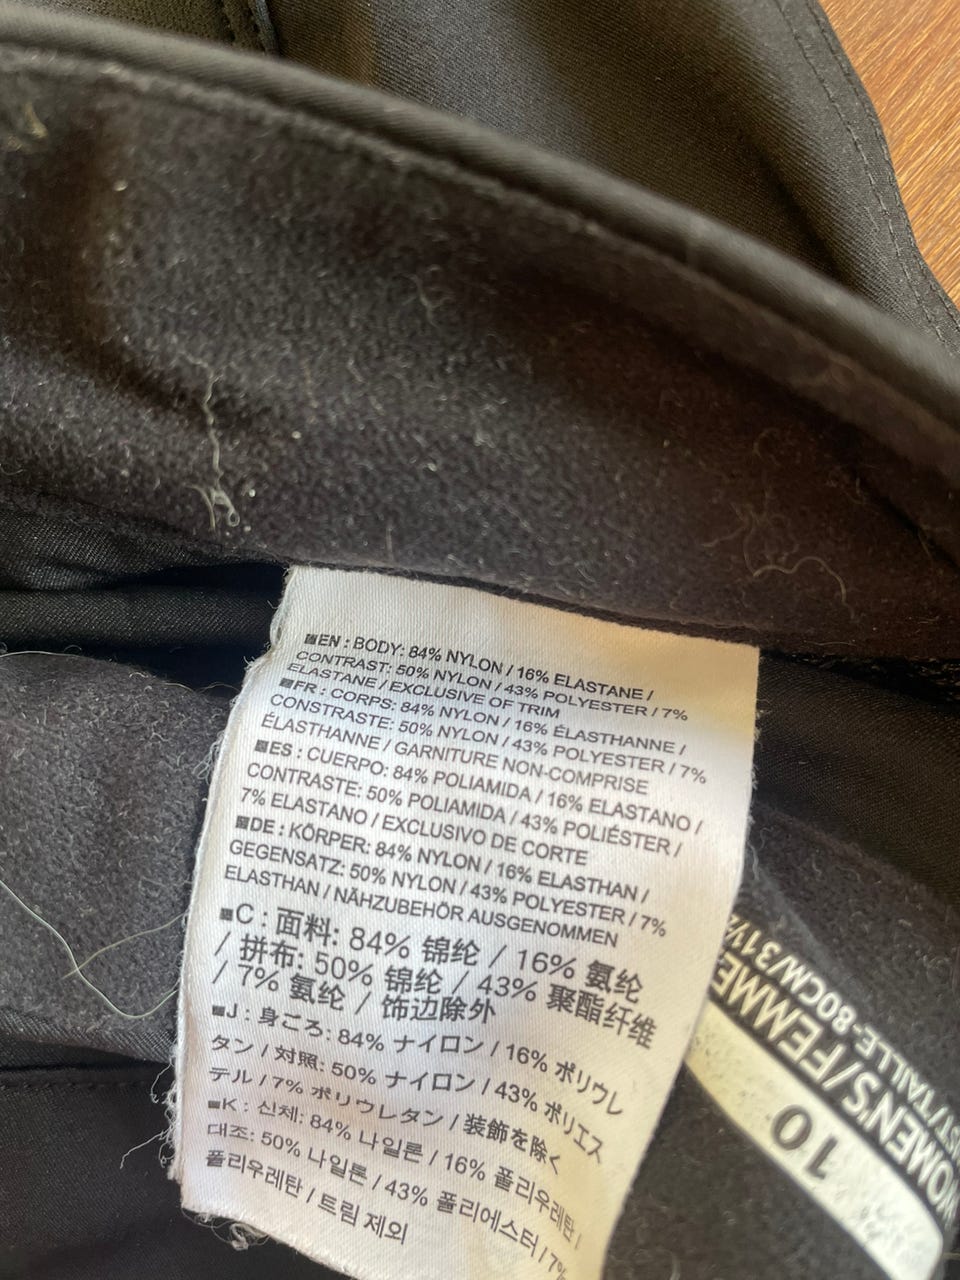 EN : BODY: 84% NYLON / 16% ELASTANE /
CONTRAST: 50% NYLON / 43% POLYESTER / 7%
ELASTANE / EXCLUSIVE OF TRIM
FR : CORPS: 84% NYLON / 16% ÉLASTHANNE /
CONSTRASTE: 50% NYLON / 43% POLYESTER / 7%
ÉLASTHANNE / GARNITURE NON-COMPRISE
ES : CUERPO: 84% POLIAMIDA / 16% ELASTANO /
CONTRASTE: 50% POLIAMIDA / 43% POLIÉSTER /
7% ELASTANO / EXCLUSIVO DE CORTE
DE : KÖRPER: 84% NYLON / 16% ELASTHAN /
GEGENSATZ: 50% NYLON / 43% POLYESTER / 7%
ELASTHAN / NÄHZUBEHÖR AUSGENOMMEN
C : 面料: 84% 锦纶 / 16% 氨纶
/ 拼布: 50% 锦纶 / 43% 聚酯纤维
/ 7% 氨纶 / 饰边除外
J : 身ごろ: 84% ナイロン / 16% ポリウレ
タン / 対照: 50% ナイロン / 43% ポリエス
テル / 7% ポリウレタン / 装飾を除く
K : 신체: 84% 나일론 / 16% 폴리우레탄 /
대조: 50% 나일론 / 43% 폴리에스터 / 7%
폴리우레탄 / 트림 제외
WOMEN'S/FEMME
/TAILLE-80CM/31½
10